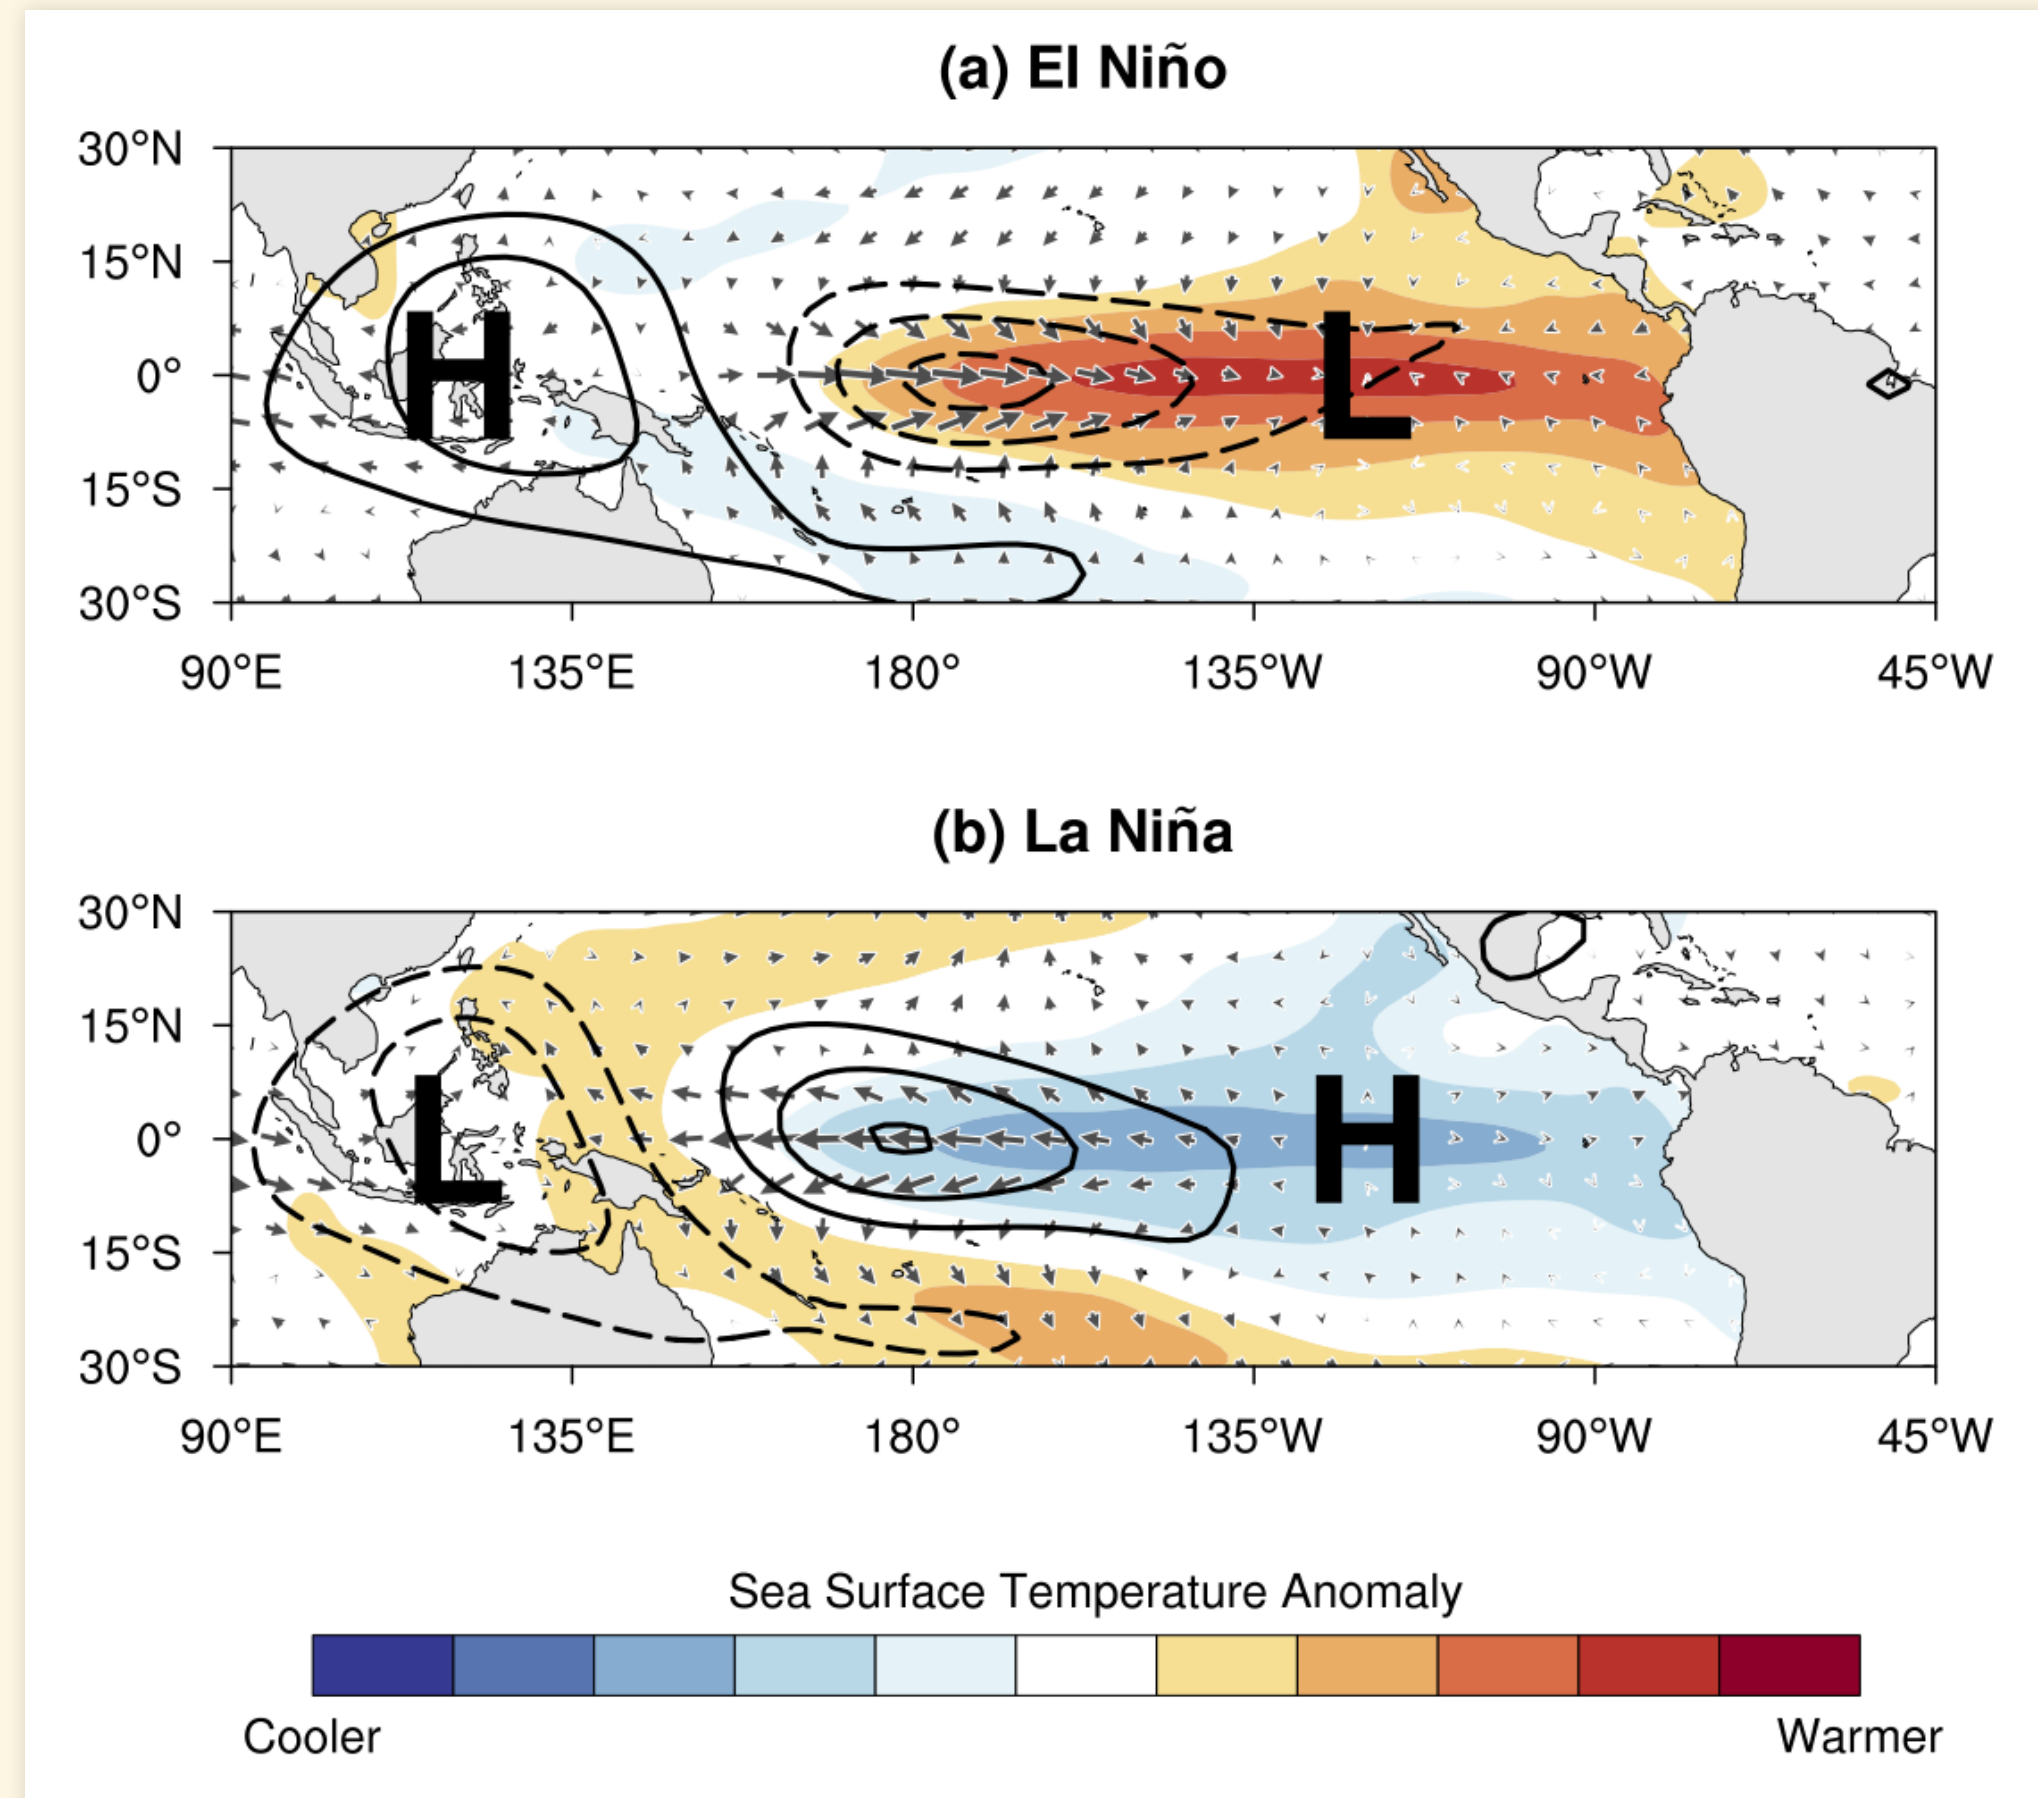 (a) El Niño
30°N
15°N
0°
15°S
30°S
H
L
90°E 135°E 180° 135°W 90°W 45°W
(b) La Niña
30°N
15°N
0°
15°S
30°S
L
H
90°E 135°E 180° 135°W 90°W 45°W
Sea Surface Temperature Anomaly
Cooler Warmer